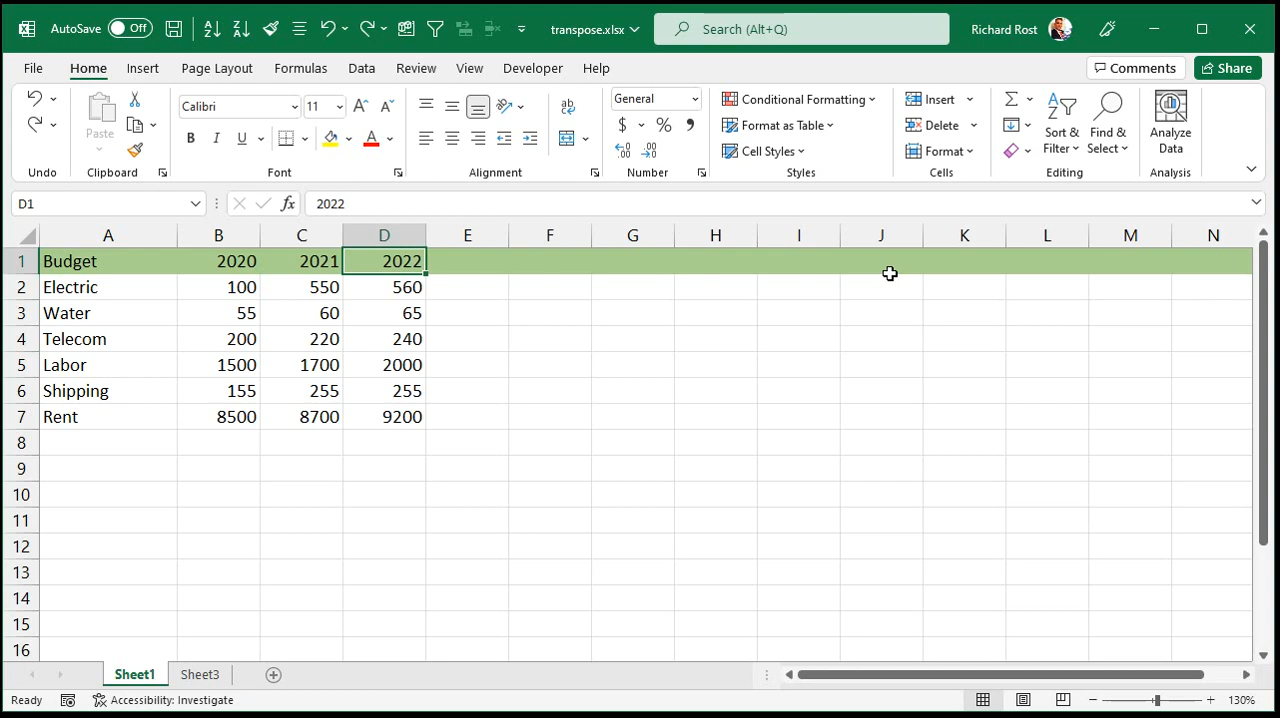 AutoSave Off transpose.xlsx Search (Alt+Q) Richard Rost
File Home Insert Page Layout Formulas Data Review View Developer Help Comments Share
Paste Calibri 11 General Conditional Formatting Insert Sort & Filter Find & Select Analyze Data
$ % Format as Table Delete
B I U A Cell Styles Format
Undo Clipboard Font Alignment Number Styles Cells Editing Analysis
D1 fx 2022
A B C D E F G H I J K L M N
1 Budget 2020 2021 2022
2 Electric 100 550 560
3 Water 55 60 65
4 Telecom 200 220 240
5 Labor 1500 1700 2000
6 Shipping 155 255 255
7 Rent 8500 8700 9200
8
9
10
11
12
13
14
15
16
Sheet1 Sheet3
Ready Accessibility: Investigate 130%